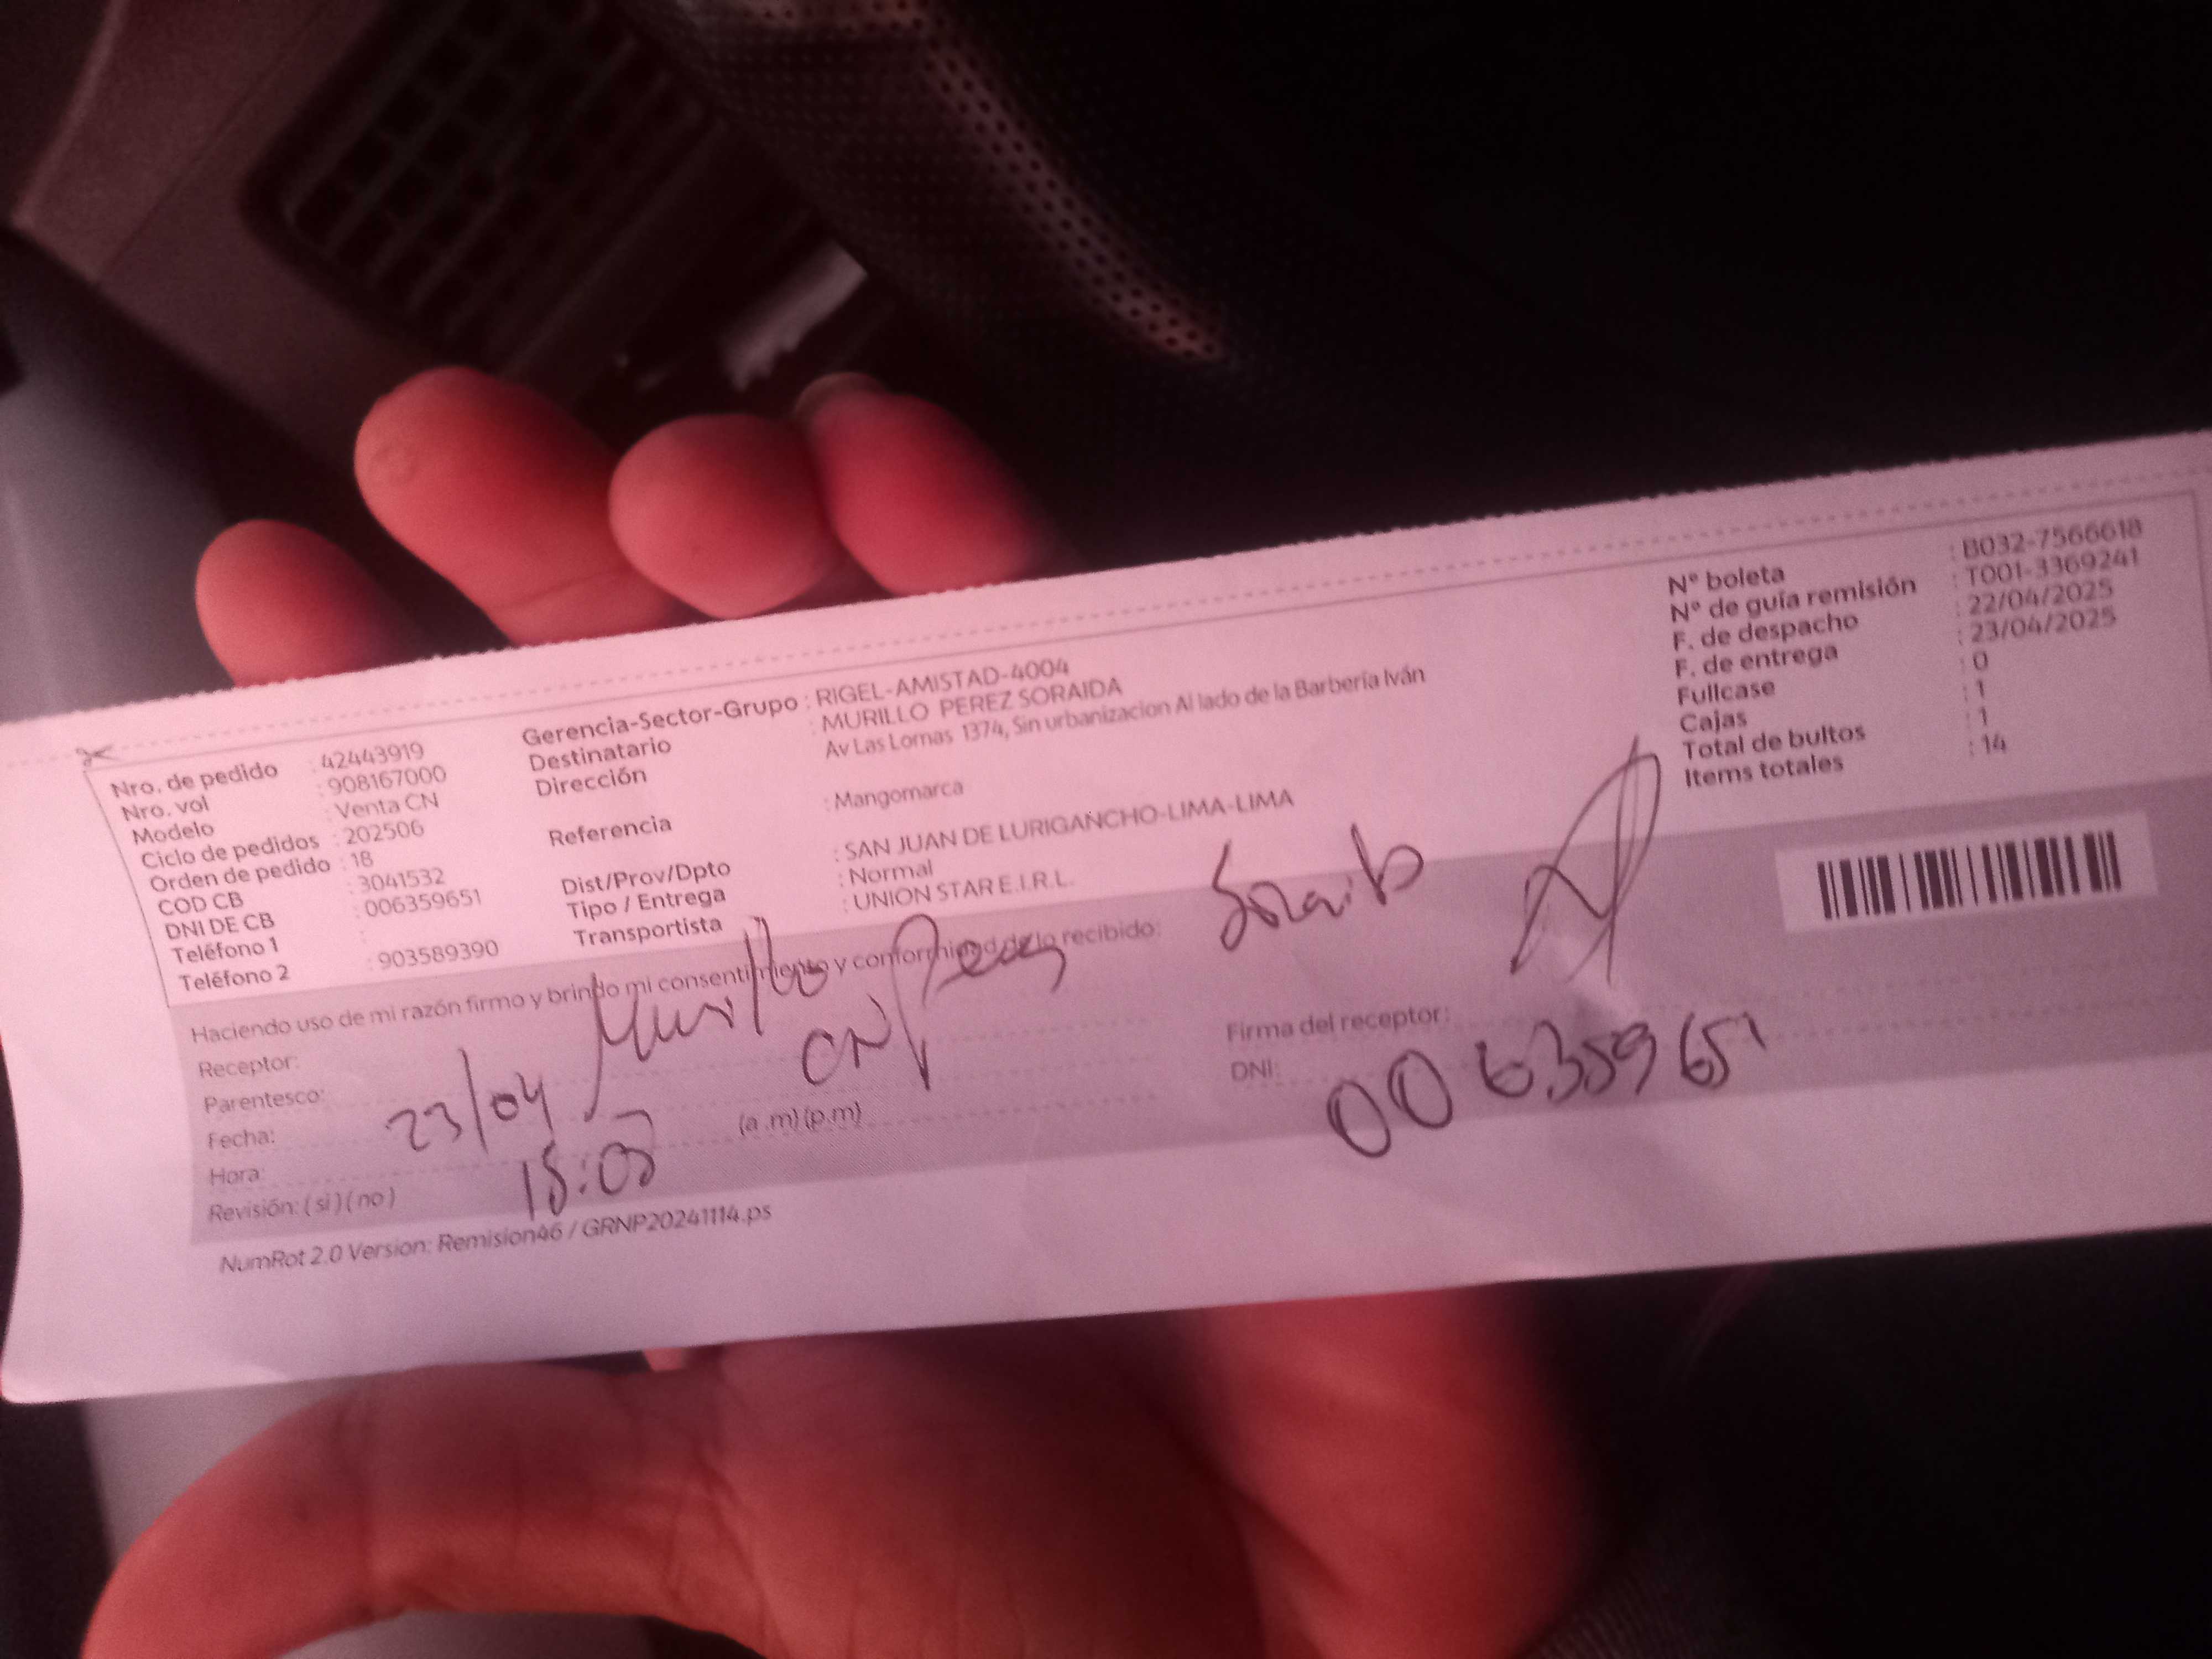 Nro. de pedido : 42443919
Nro. vol : 908167000
Modelo : Venta CN
Ciclo de pedidos : 202506
Orden de pedido : 18
COD CB : 3041532
DNI DE CB : 006359651
Teléfono 1 :
Teléfono 2 : 903589390
Gerencia-Sector-Grupo : RIGEL-AMISTAD-4004
Destinatario : MURILLO PEREZ SORAIDA
Dirección Av Las Lomas 1374, Sin urbanizacion Al lado de la Barbería Iván
Referencia : Mangomarca
Dist/Prov/Dpto : SAN JUAN DE LURIGANCHO-LIMA-LIMA
Tipo / Entrega : Normal
Transportista : UNION STAR E.I.R.L.
N° boleta : B032-7566618
N° de guía remisión : T001-3369241
F. de despacho : 22/04/2025
F. de entrega : 23/04/2025
Fullcase : 0
Cajas : 1
Total de bultos : 1
Items totales : 14
Haciendo uso de mi razón firmo y brindo mi consentimiento y conformidad de lo recibido:
Receptor: Murillo Perez
Parentesco: CN
Fecha: 23/04
Hora: (a.m) (p.m)
Revisión: ( si ) ( no )
Firma del receptor:
DNI: 006359651
NumRot 2.0 Version: Remision46 / GRNP20241114.ps